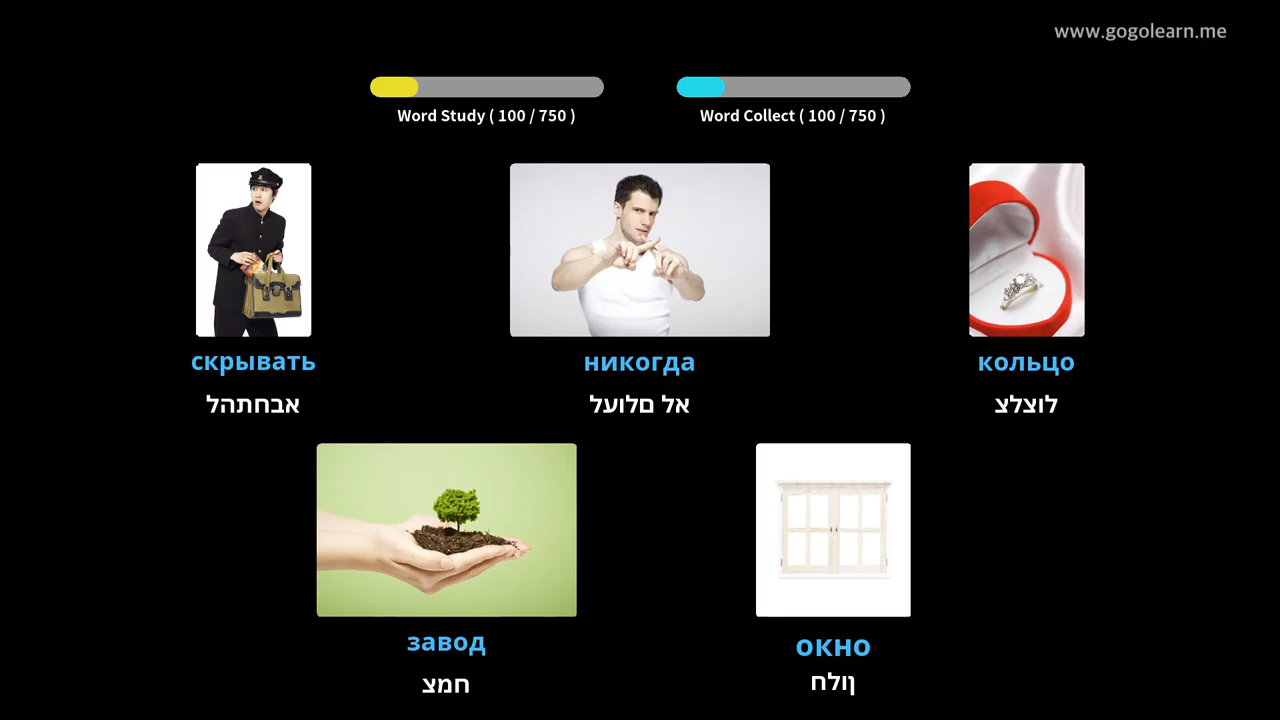 www.gogolearn.me
Word Study ( 100 / 750 )
Word Collect ( 100 / 750 )
скрывать
אבחתהל
никогда
אל םלועל
кольцо
לוצלצ
завод
חמצ
окно
ןולח